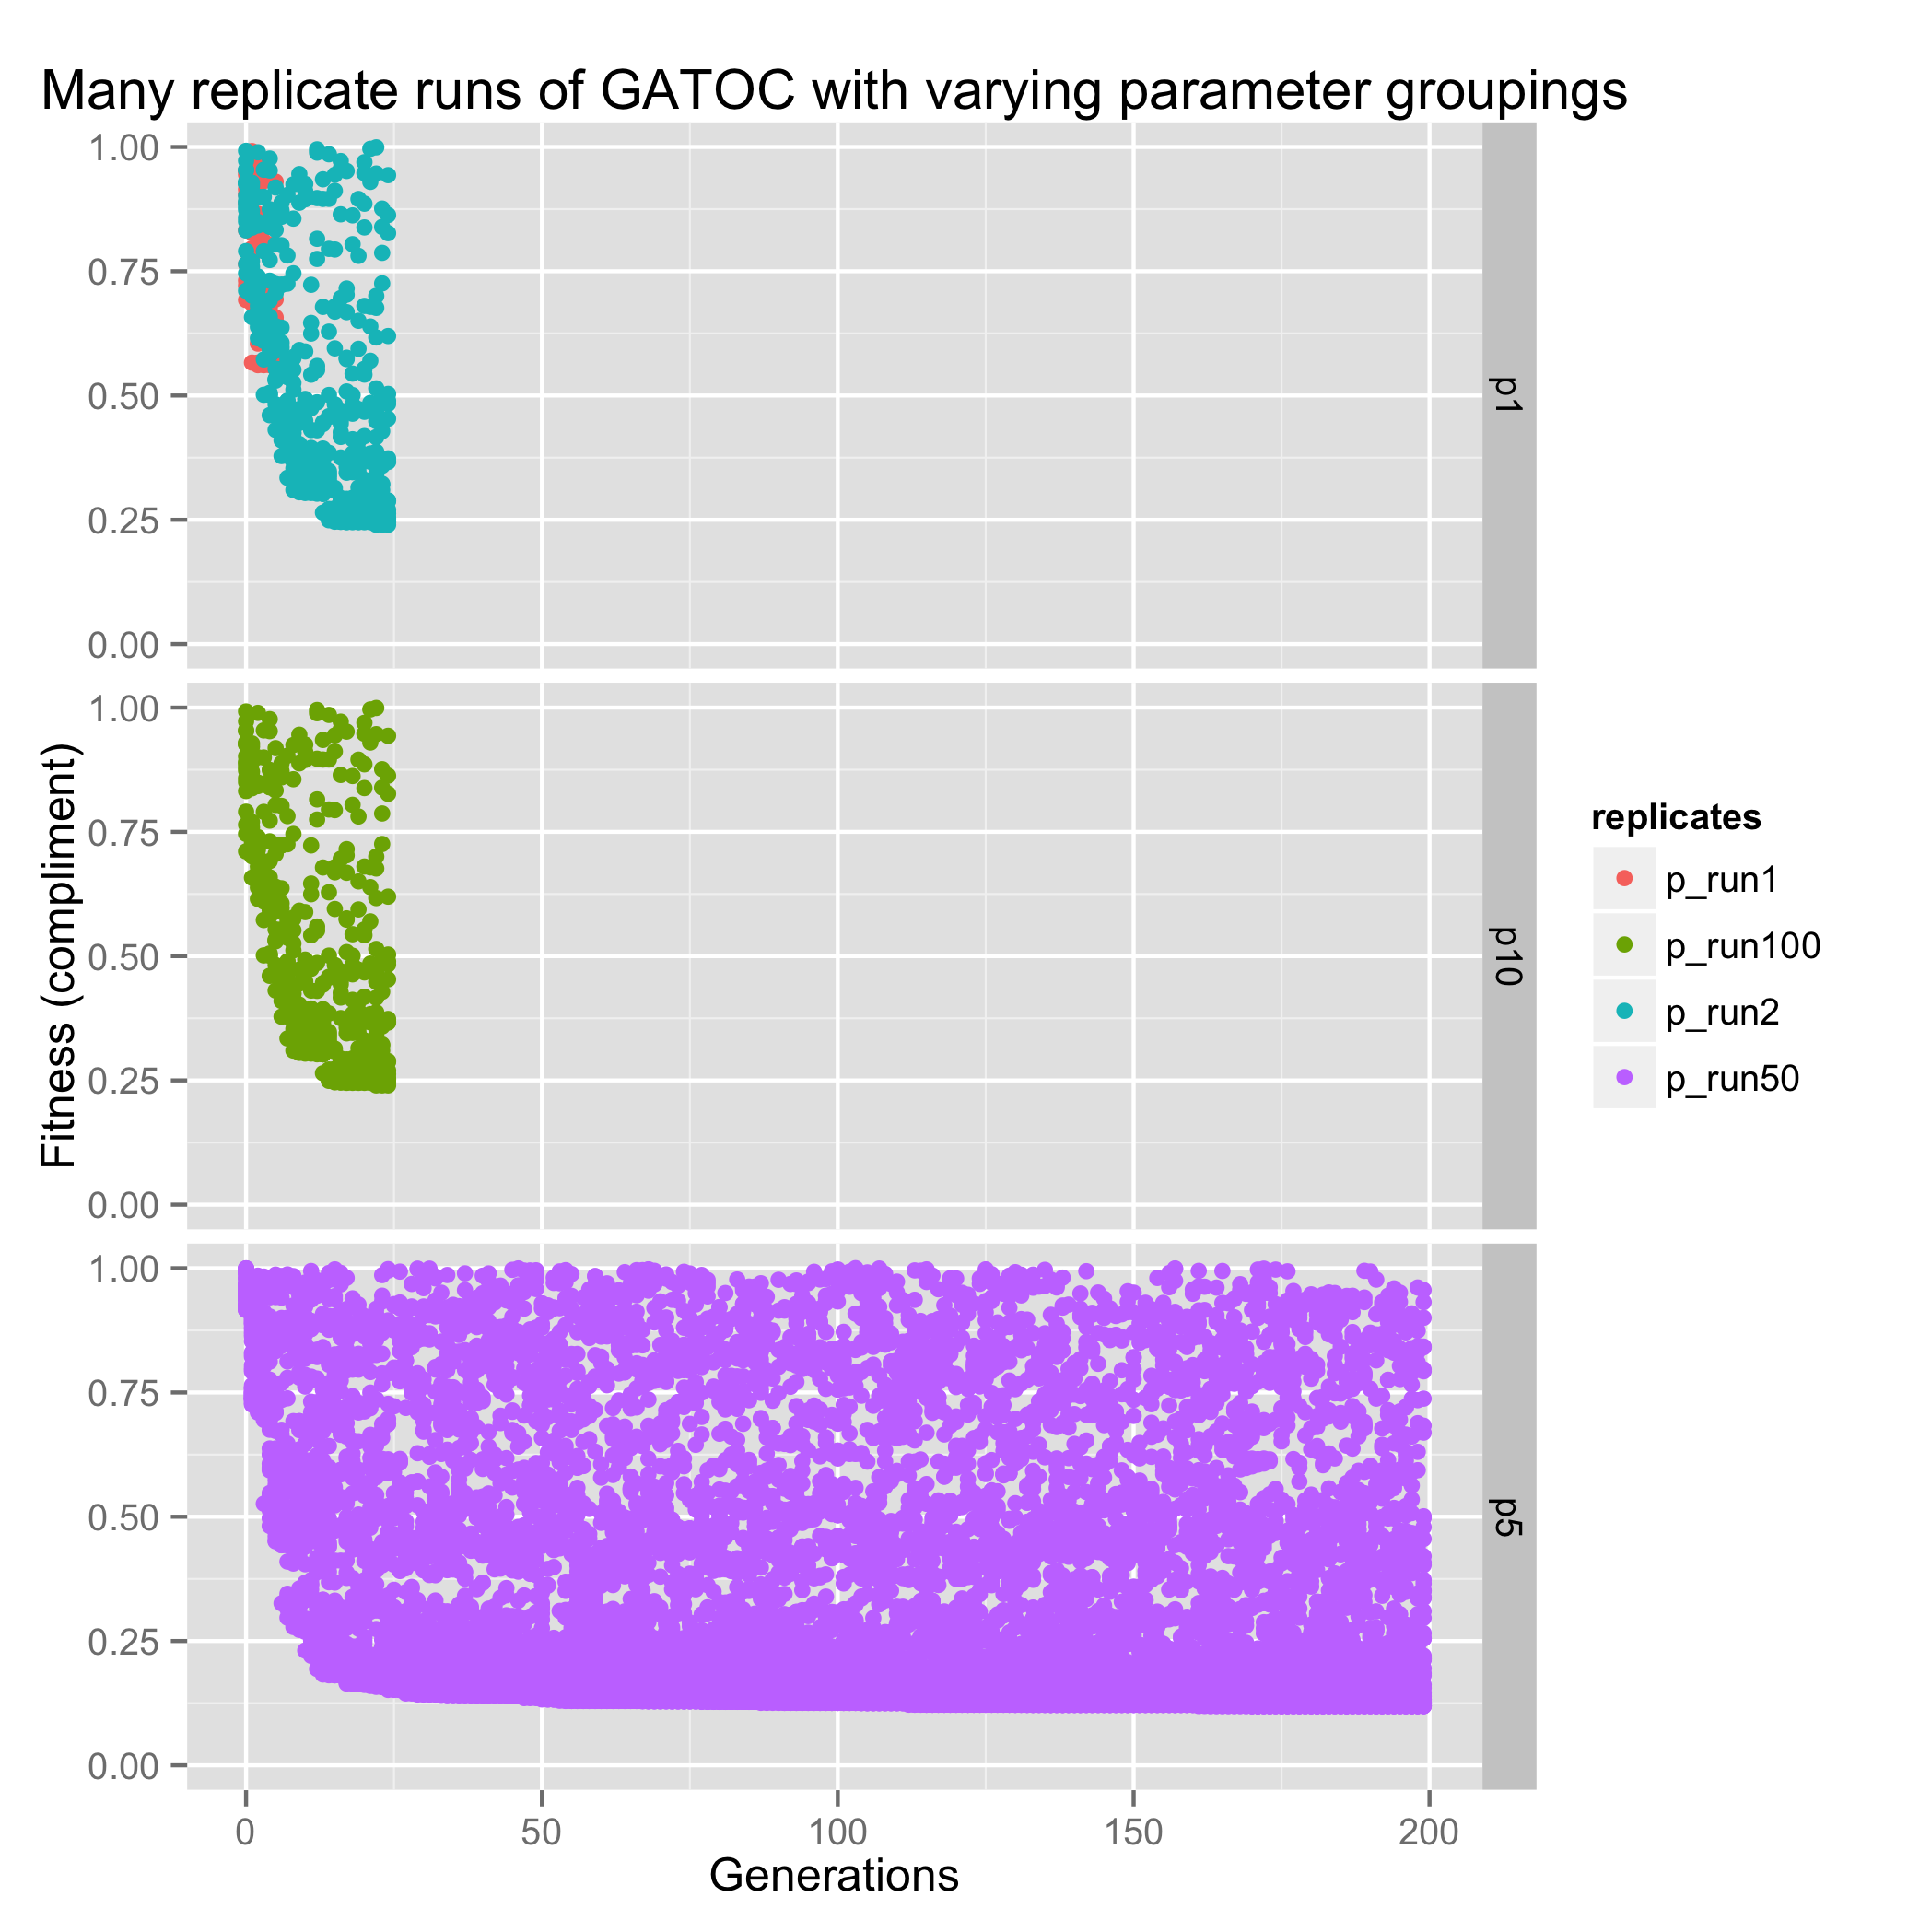 Many replicate runs of GATOC with varying parameter groupings
1.00
0.75
0.50
0.25
0.00
p1
1.00
0.75
0.50
0.25
0.00
p10
1.00
0.75
0.50
0.25
0.00
p5
Fitness (compliment)
0 50 100 150 200
Generations
replicates
p_run1
p_run100
p_run2
p_run50